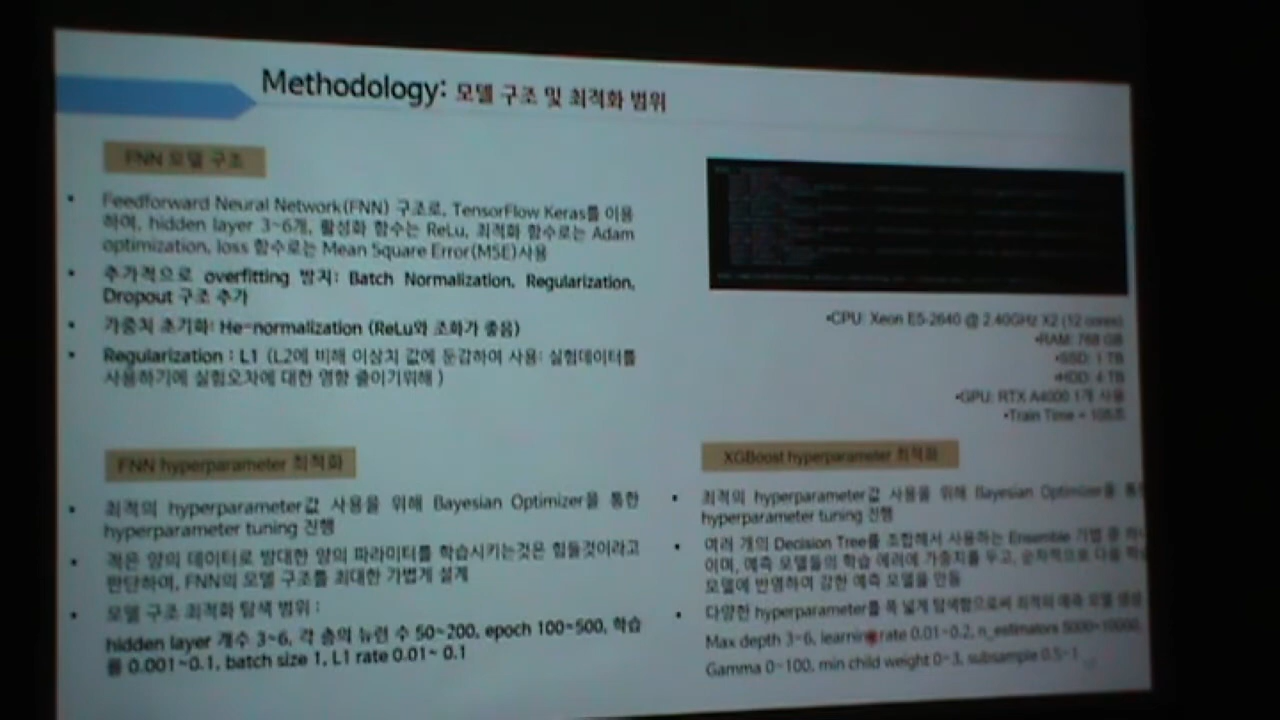 Methodology: 모델 구조 및 최적화 범위
FNN 모델 구조
• Feedforward Neural Network(FNN) 구조로, TensorFlow Keras를 이용
하여, hidden layer 3~6개, 활성화 함수는 ReLu, 최적화 함수로는 Adam
optimization, loss 함수로는 Mean Square Error(MSE)사용
• 추가적으로 overfitting 방지: Batch Normalization, Regularization,
Dropout 구조 추가
• 가중치 초기화: He-normalization (ReLu와 조화가 좋음)
• Regularization : L1 (L2에 비해 이상치 값에 둔감하여 사용: 실험데이터를
사용하기에 실험오차에 대한 영향 줄이기위해 )
•CPU: Xeon E5-2640 @ 2.40GHz X2 (12 cores)
•RAM: 768 GB
•SSD: 1 TB
•HDD: 4 TB
•GPU: RTX A4000 1개 사용
•Train Time =
FNN hyperparameter 최적화
• 최적의 hyperparameter값 사용을 위해 Bayesian Optimizer을 통한
hyperparameter tuning 진행
• 적은 양의 데이터로 방대한 양의 파라미터를 학습시키는것은 힘들것이라고
판단하여, FNN의 모델 구조를 최대한 가볍게 설계
• 모델 구조 최적화 탐색 범위 :
hidden layer 개수 3~6, 각 층의 뉴런 수 50~200, epoch 100~500, 학습
률 0.001~0.1, batch size 1, L1 rate 0.01~ 0.1
XGBoost hyperparameter 최적화
• 최적의 hyperparameter값 사용을 위해 Bayesian Optimizer을
hyperparameter tuning 진행
• 여러 개의 Decision Tree를 조합해서 사용하는 Ensemble 기법 중
이며, 예측 모델들의 학습 에러에 가중치를 두고, 순차적으로 다음
모델에 반영하여 강한 예측 모델을 만듬
• 다양한 hyperparameter를 폭 넓게 탐색함으로써 최적의 예측 모델 생성
Max depth 3~6, learning rate 0.01~0.2, n_estimators 5000~10000,
Gamma 0~100, min child weight 0~3, subsample 0.5~1